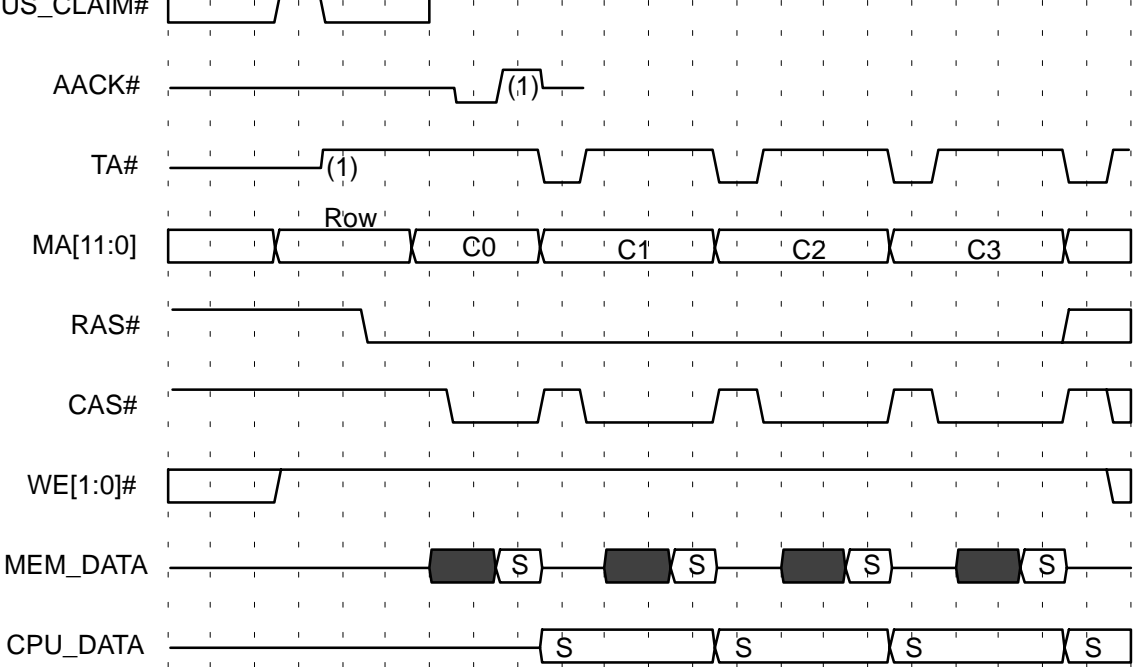 US_CLAIM#
AACK#
(1)
TA#
(1)
Row
MA[11:0]
C0
C1
C2
C3
RAS#
CAS#
WE[1:0]#
MEM_DATA
S
S
S
S
CPU_DATA
S
S
S
S